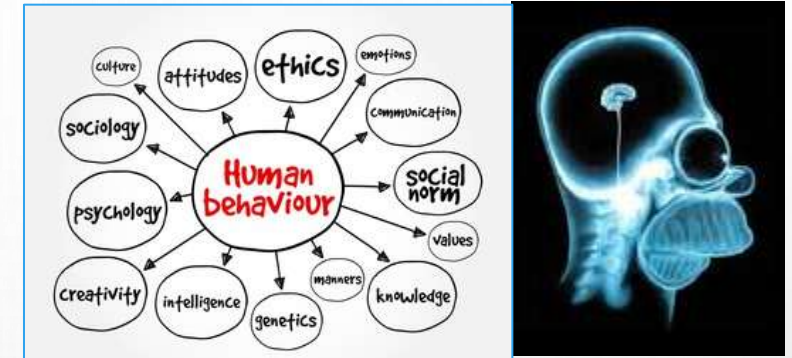 culture
attitudes
ethics
emotions
communication
sociology
Human
behaviour
social
norm
psychology
values
creativity
intelligence
genetics
manners
knowledge